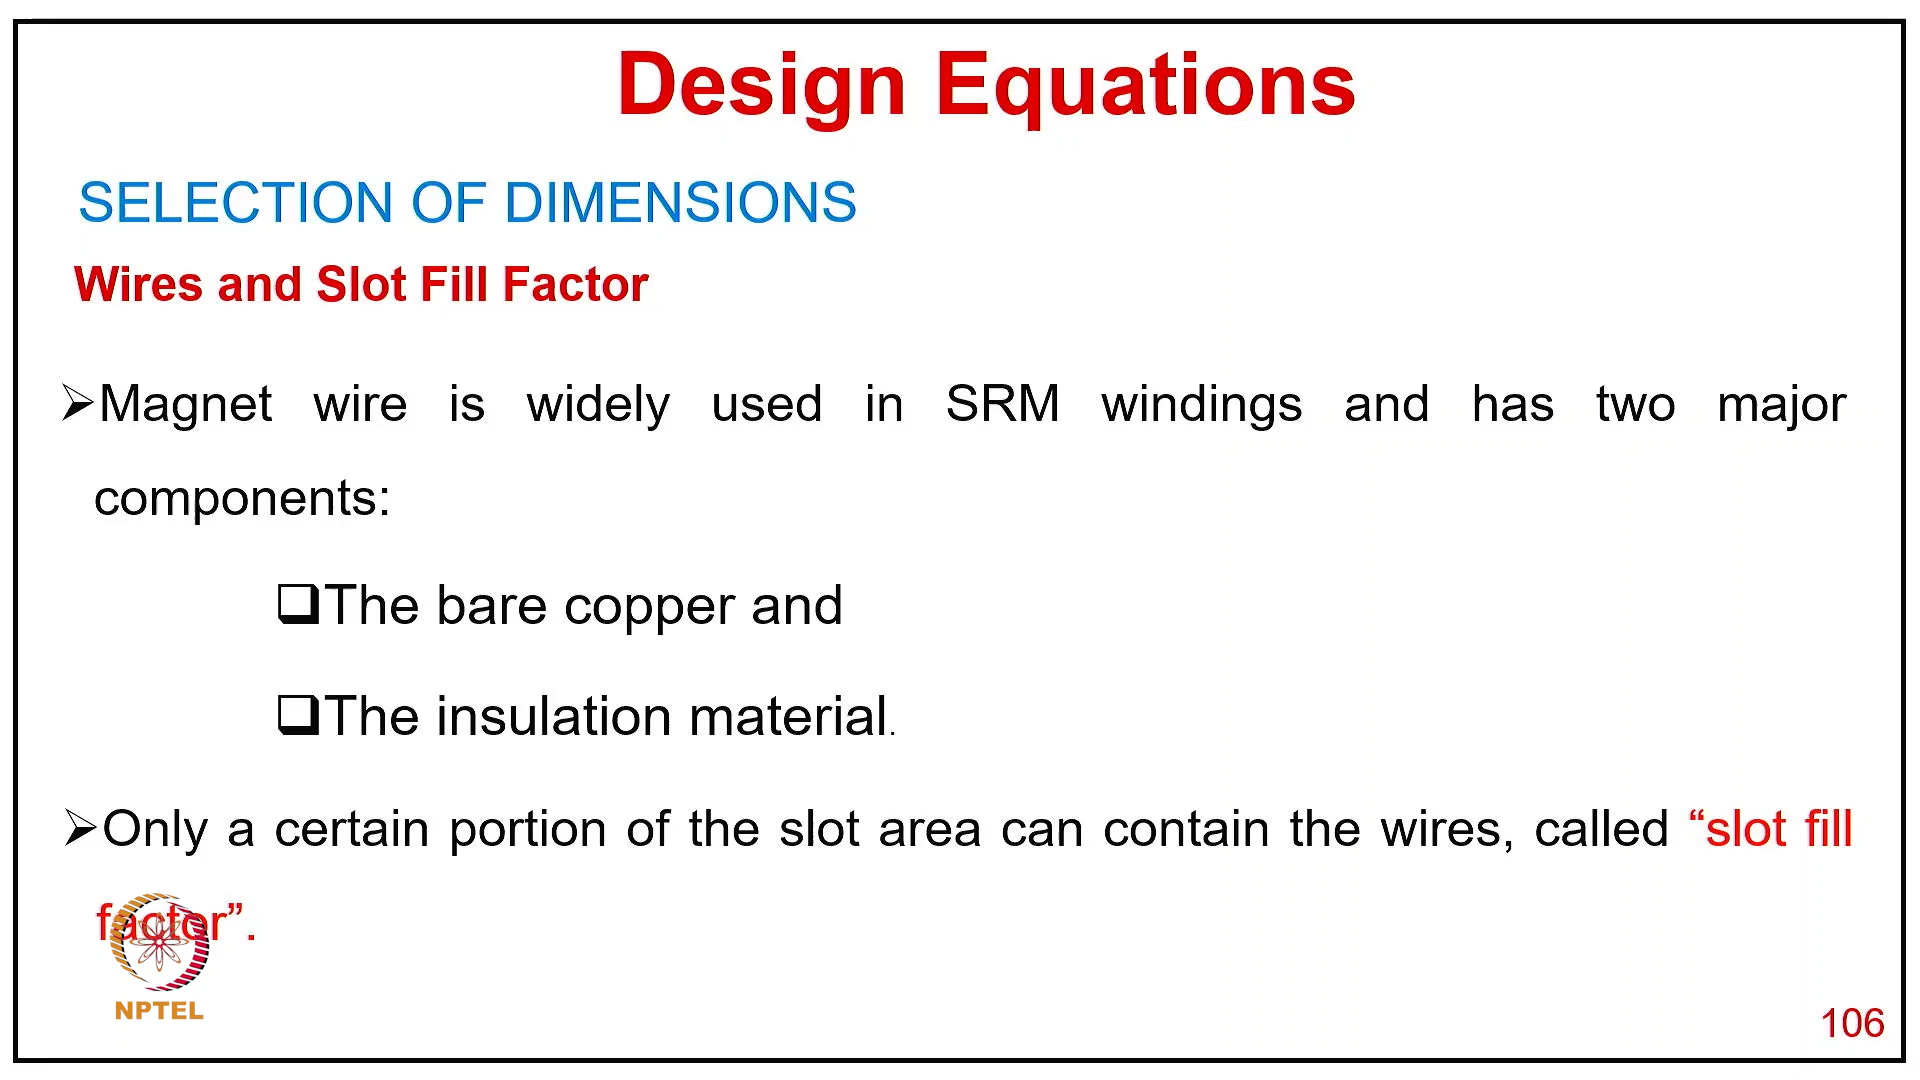 Design Equations
SELECTION OF DIMENSIONS
Wires and Slot Fill Factor
➢Magnet wire is widely used in SRM windings and has two major
components:
❑The bare copper and
❑The insulation material.
➢Only a certain portion of the slot area can contain the wires, called “slot fill
factor”.
NPTEL
106